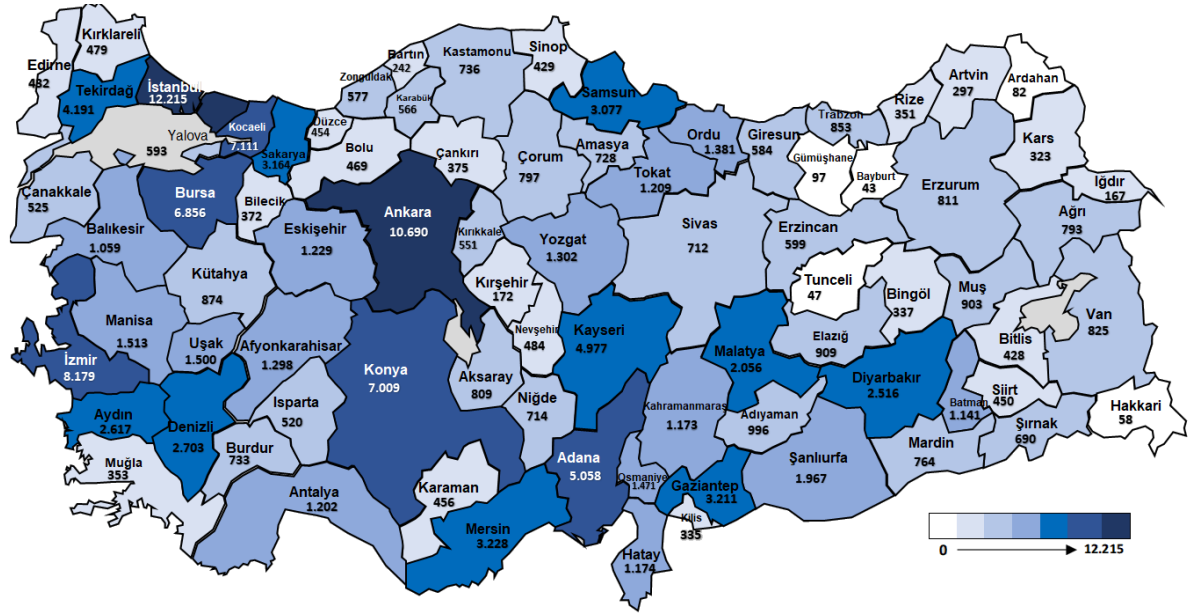 Kırklareli
479
Edirne
482
Tekirdağ
4.191
İstanbul
12.215
Yalova
593
Kocaeli
7.111
Sakarya
3.164
Düzce
454
Zonguldak
577
Bartın
242
Karabük
566
Kastamonu
736
Sinop
429
Samsun
3.077
Bolu
469
Çankırı
375
Çorum
797
Amasya
728
Ordu
1.381
Tokat
1.209
Giresun
584
Gümüşhane
97
Trabzon
853
Bayburt
43
Rize
351
Artvin
297
Ardahan
82
Kars
323
Iğdır
167
Erzurum
811
Ağrı
793
Çanakkale
525
Balıkesir
1.059
Bursa
6.856
Bilecik
372
Eskişehir
1.229
Ankara
10.690
Kırıkkale
551
Yozgat
1.302
Sivas
712
Erzincan
599
Tunceli
47
Bingöl
337
Muş
903
Van
825
Bitlis
428
Kütahya
874
Manisa
1.513
Uşak
1.500
Afyonkarahisar
1.298
İzmir
8.179
Kırşehir
172
Nevşehir
484
Kayseri
4.977
Malatya
2.056
Elazığ
909
Diyarbakır
2.516
Batman
1.141
Siirt
450
Şırnak
690
Hakkari
58
Konya
7.009
Aksaray
809
Niğde
714
Kahramanmaraş
1.173
Adıyaman
996
Şanlıurfa
1.967
Mardin
764
Aydın
2.617
Denizli
2.703
Isparta
520
Burdur
733
Muğla
353
Antalya
1.202
Karaman
456
Mersin
3.228
Adana
5.058
Osmaniye
1.471
Gaziantep
3.211
Kilis
335
Hatay
1.174
0
12.215